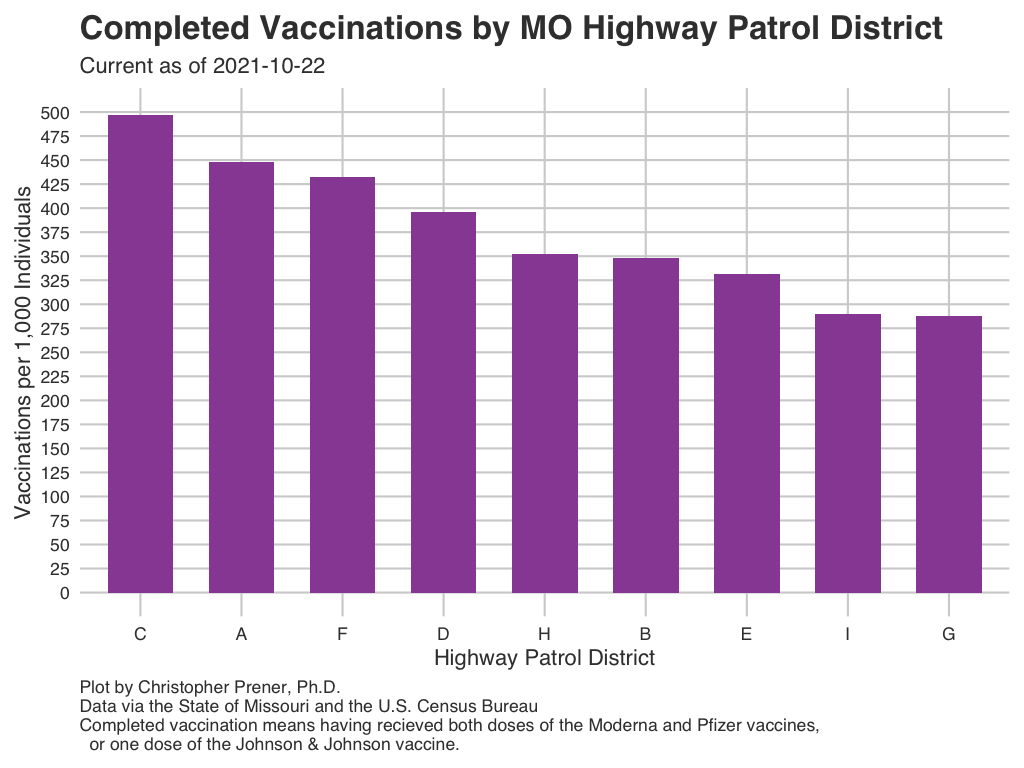 Completed Vaccinations by MO Highway Patrol District
Current as of 2021-10-22
Vaccinations per 1,000 Individuals
500
475
450
425
400
375
350
325
300
275
250
225
200
175
150
125
100
75
50
25
0
C A F D H B E I G
Highway Patrol District
Plot by Christopher Prener, Ph.D.
Data via the State of Missouri and the U.S. Census Bureau
Completed vaccination means having recieved both doses of the Moderna and Pfizer vaccines,
or one dose of the Johnson & Johnson vaccine.